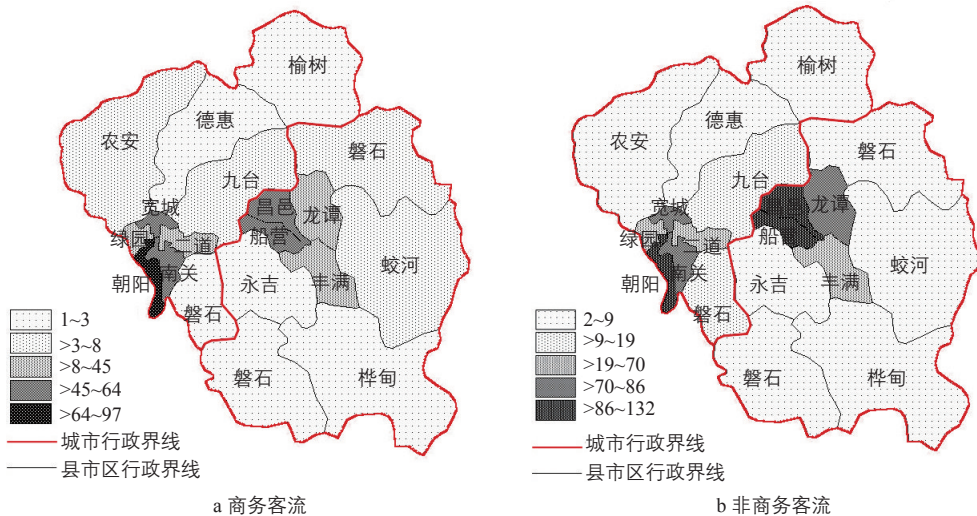 榆树
德惠
农安
磐石
九台
宽城
昌邑
龙谭
绿园
二道
船营
南关
朝阳
永吉
丰满
蛟河
磐石
磐石
桦甸
1~3
>3~8
>8~45
>45~64
>64~97
城市行政界线
县市区行政界线
a 商务客流
榆树
德惠
农安
磐石
九台
宽城
龙谭
绿园
二道
船营
南关
朝阳
永吉
丰满
蛟河
磐石
磐石
桦甸
2~9
>9~19
>19~70
>70~86
>86~132
城市行政界线
县市区行政界线
b 非商务客流